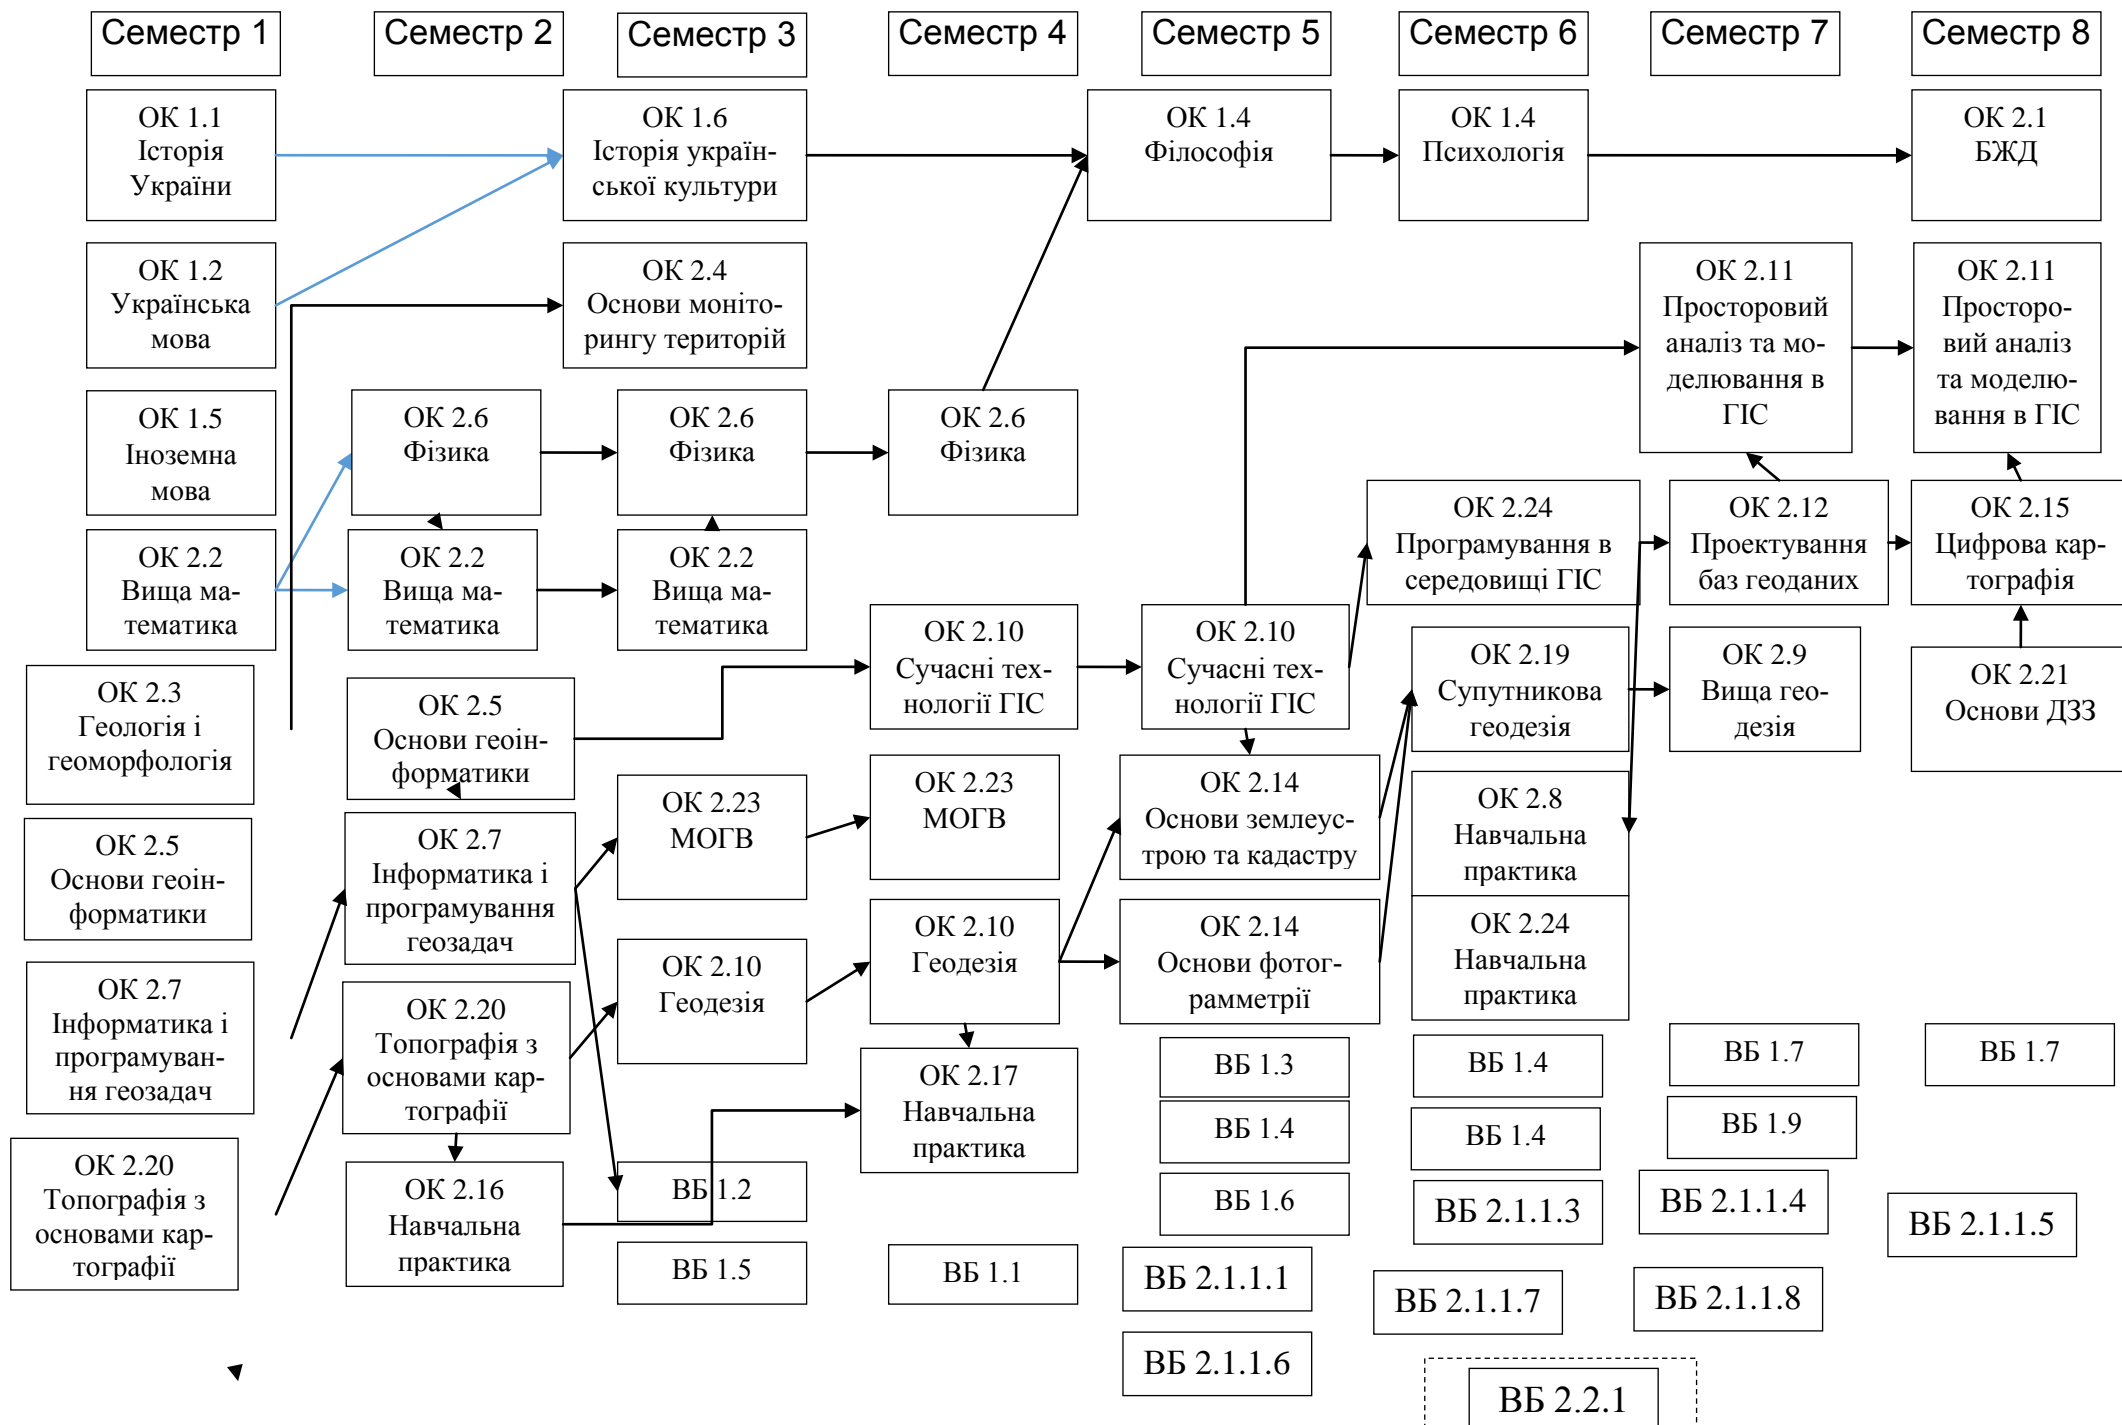 Семестр 1
Семестр 2
Семестр 3
Семестр 4
Семестр 5
Семестр 6
Семестр 7
Семестр 8
ОК 1.1
Історія
України
ОК 1.6
Історія україн-
ської культури
ОК 1.4
Філософія
ОК 1.4
Психологія
ОК 2.1
БЖД
ОК 1.2
Українська
мова
ОК 2.4
Основи моніто-
рингу територій
ОК 2.11
Просторовий
аналіз та мо-
делювання в
ГІС
ОК 2.11
Просторо-
вий аналіз
та моделю-
вання в ГІС
ОК 1.5
Іноземна
мова
ОК 2.6
Фізика
ОК 2.6
Фізика
ОК 2.6
Фізика
ОК 2.24
Програмування в
середовищі ГІС
ОК 2.12
Проектування
баз геоданих
ОК 2.15
Цифрова кар-
тографія
ОК 2.2
Вища ма-
тематика
ОК 2.2
Вища ма-
тематика
ОК 2.2
Вища ма-
тематика
ОК 2.10
Сучасні тех-
нології ГІС
ОК 2.10
Сучасні тех-
нології ГІС
ОК 2.19
Супутникова
геодезія
ОК 2.9
Вища гео-
дезія
ОК 2.21
Основи ДЗЗ
ОК 2.3
Геологія і
геоморфологія
ОК 2.5
Основи геоін-
форматики
ОК 2.23
МОГВ
ОК 2.23
МОГВ
ОК 2.14
Основи землеус-
трою та кадастру
ОК 2.8
Навчальна
практика
ОК 2.5
Основи геоін-
форматики
ОК 2.7
Інформатика і
програмування
геозадач
ОК 2.10
Геодезія
ОК 2.10
Геодезія
ОК 2.14
Основи фотог-
рамметрії
ОК 2.24
Навчальна
практика
ОК 2.7
Інформатика і
програмуван-
ня геозадач
ОК 2.20
Топографія з
основами кар-
тографії
ОК 2.17
Навчальна
практика
ВБ 1.3
ВБ 1.4
ВБ 1.7
ВБ 1.7
ВБ 1.4
ВБ 1.4
ВБ 1.9
ОК 2.20
Топографія з
основами кар-
тографії
ОК 2.16
Навчальна
практика
ВБ 1.2
ВБ 1.6
ВБ 2.1.1.3
ВБ 2.1.1.4
ВБ 2.1.1.5
ВБ 1.5
ВБ 1.1
ВБ 2.1.1.1
ВБ 2.1.1.7
ВБ 2.1.1.8
ВБ 2.1.1.6
ВБ 2.2.1